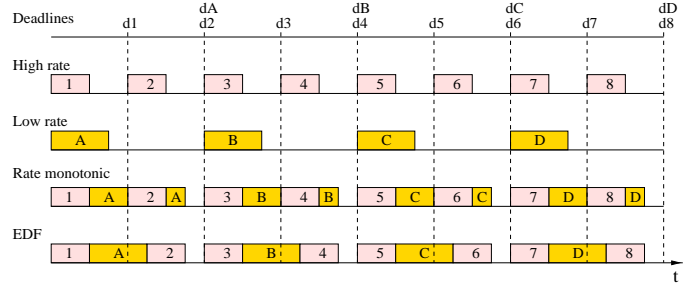 dA dB dC dD
Deadlines d1 d2 d3 d4 d5 d6 d7 d8
High rate
1 2 3 4 5 6 7 8
Low rate
A B C D
Rate monotonic
1 A 2 A 3 B 4 B 5 C 6 C 7 D 8 D
EDF
1 A 2 3 B 4 5 C 6 7 D 8
t